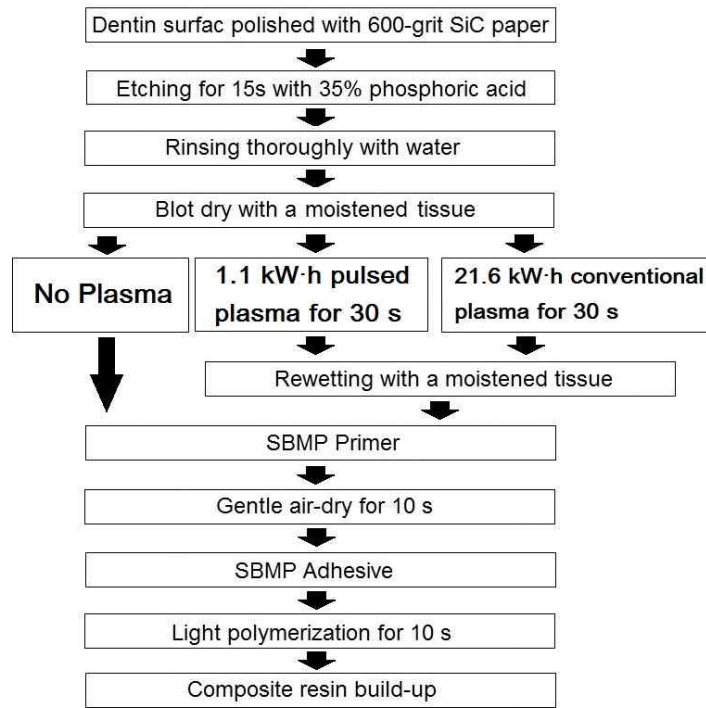 Dentin surfac polished with 600-grit SiC paper
Etching for 15s with 35% phosphoric acid
Rinsing thoroughly with water
Blot dry with a moistened tissue
No Plasma
1.1 kW·h pulsed
plasma for 30 s
21.6 kW·h conventional
plasma for 30 s
Rewetting with a moistened tissue
SBMP Primer
Gentle air-dry for 10 s
SBMP Adhesive
Light polymerization for 10 s
Composite resin build-up